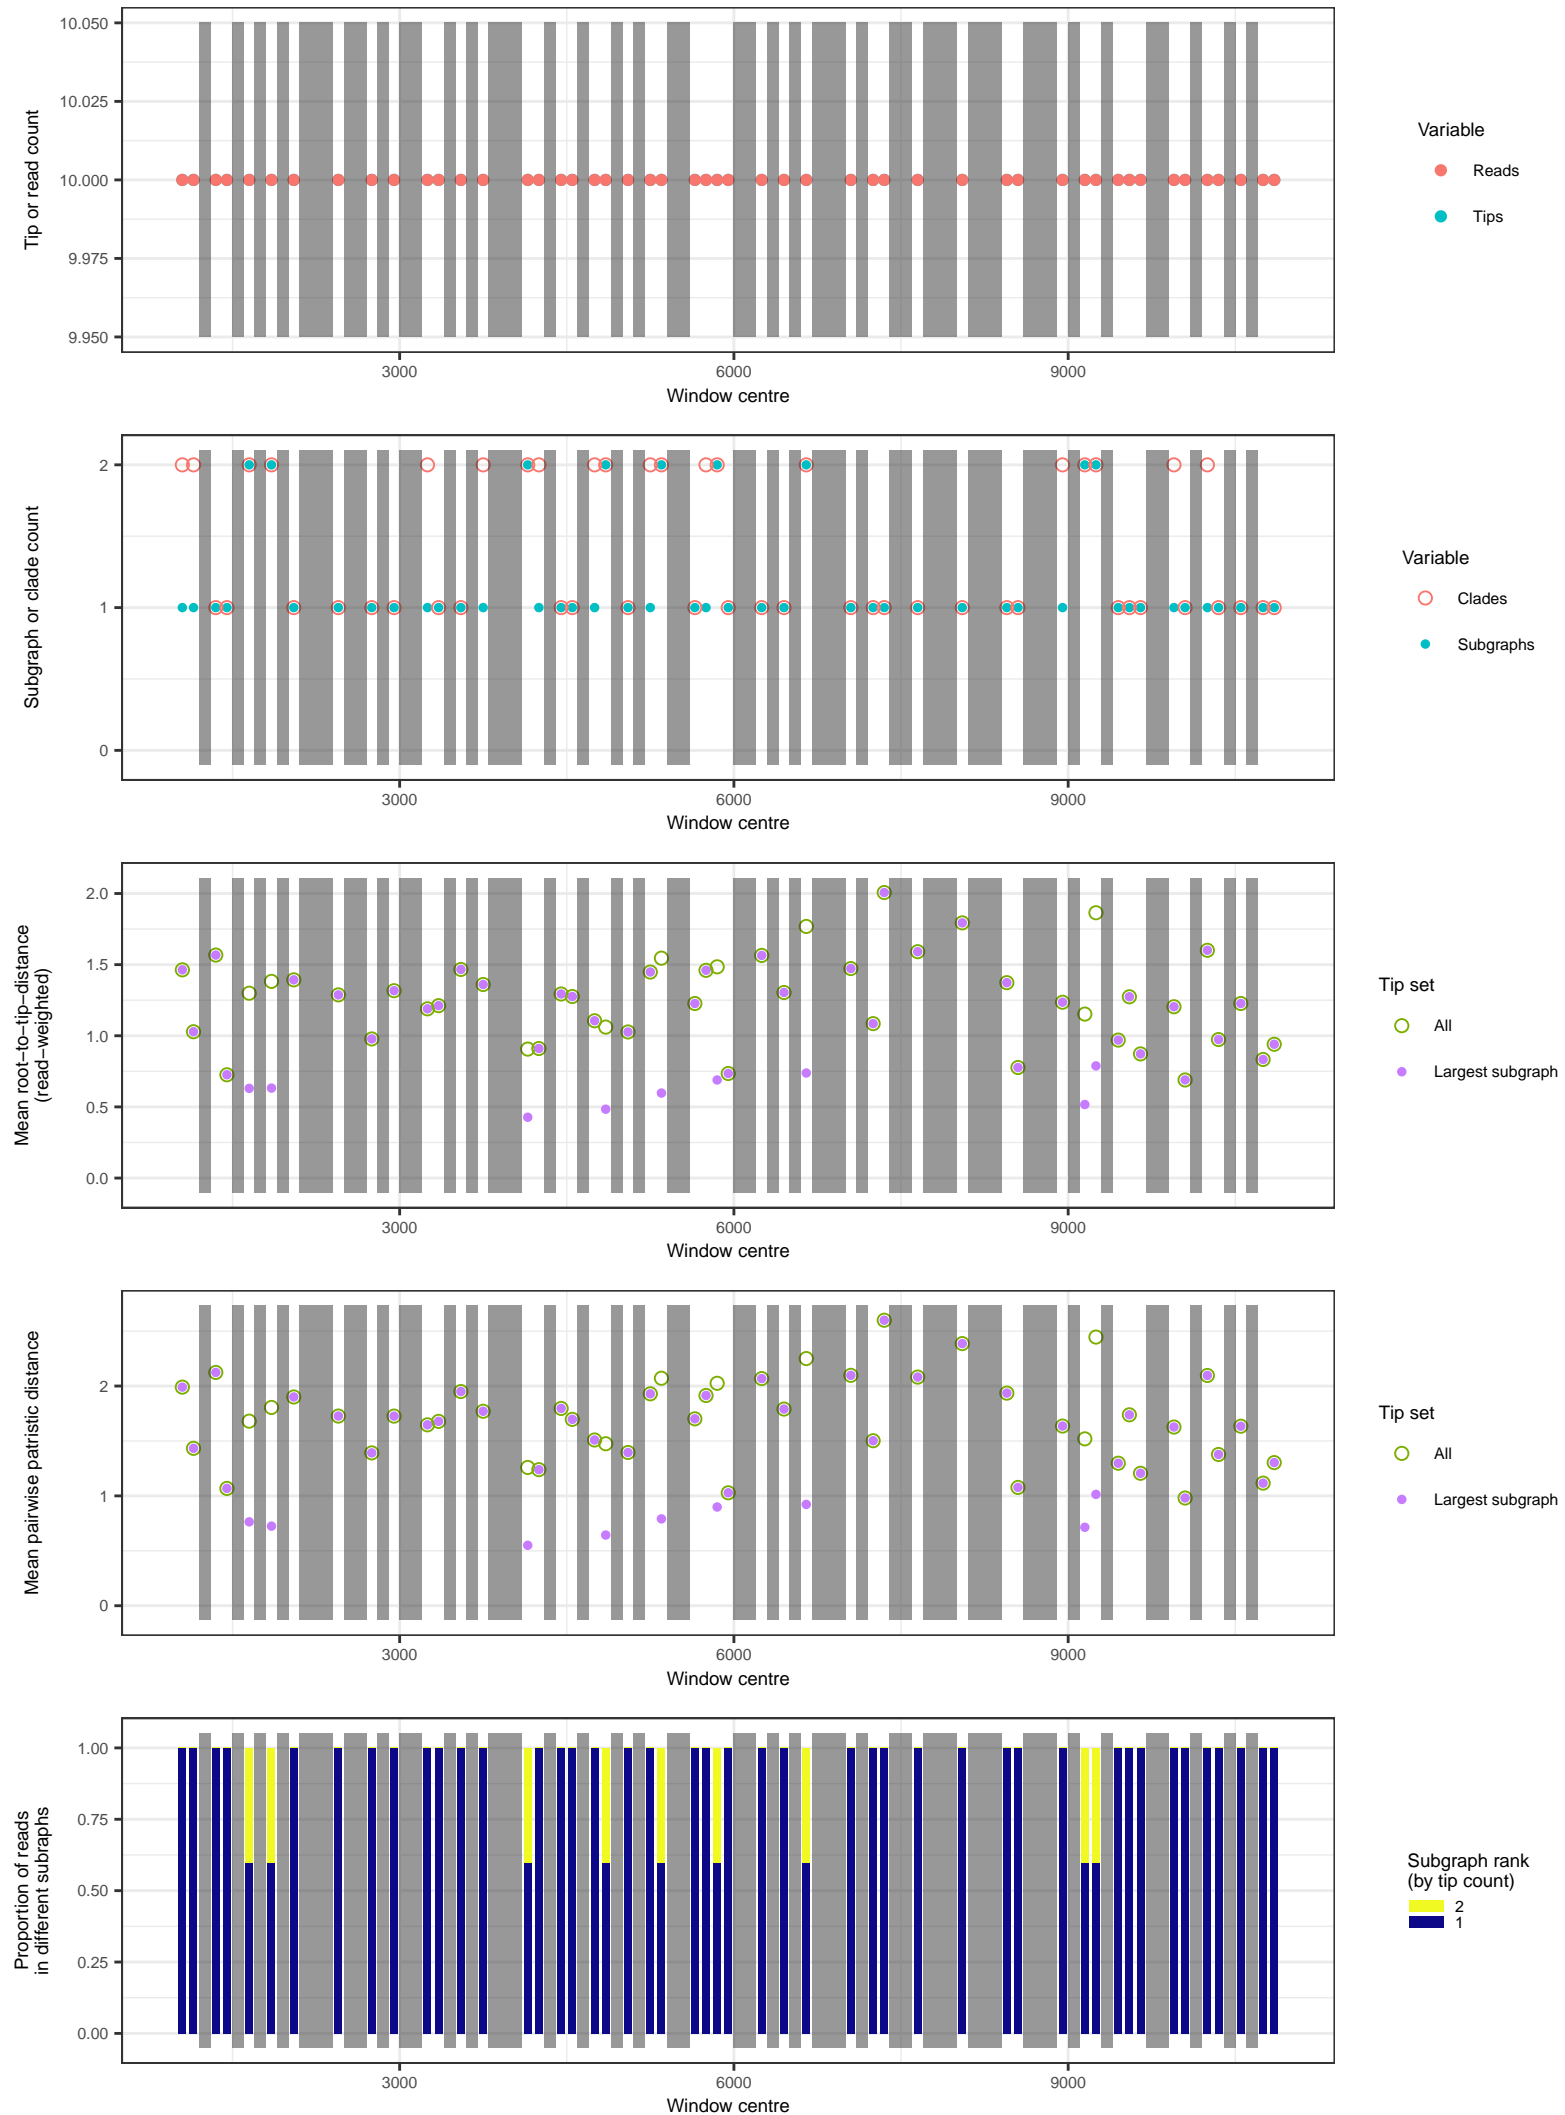 10.050
10.025
10.000
9.975
9.950
Tip or read count
3000
6000
9000
Window centre
Variable
Reads
Tips
2
1
0
Subgraph or clade count
3000
6000
9000
Window centre
Variable
Clades
Subgraphs
2.0
1.5
1.0
0.5
0.0
Mean root−to−tip−distance
(read−weighted)
3000
6000
9000
Window centre
Tip set
All
Largest subgraph
2
1
0
Mean pairwise patristic distance
3000
6000
9000
Window centre
Tip set
All
Largest subgraph
1.00
0.75
0.50
0.25
0.00
Proportion of reads
in different subraphs
3000
6000
9000
Window centre
Subgraph rank
(by tip count)
2
1